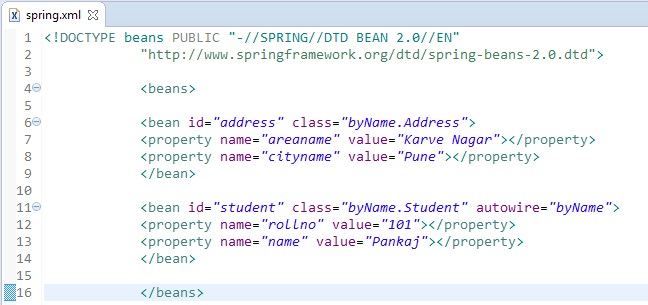 spring.xml
1 <!DOCTYPE beans PUBLIC "-//SPRING//DTD BEAN 2.0//EN"
2 "http://www.springframework.org/dtd/spring-beans-2.0.dtd">
3
4 <beans>
5
6 <bean id="address" class="byName.Address">
7 <property name="areaname" value="Karve Nagar"></property>
8 <property name="cityname" value="Pune"></property>
9 </bean>
10
11 <bean id="student" class="byName.Student" autowire="byName">
12 <property name="rollno" value="101"></property>
13 <property name="name" value="Pankaj"></property>
14 </bean>
15
16 </beans>